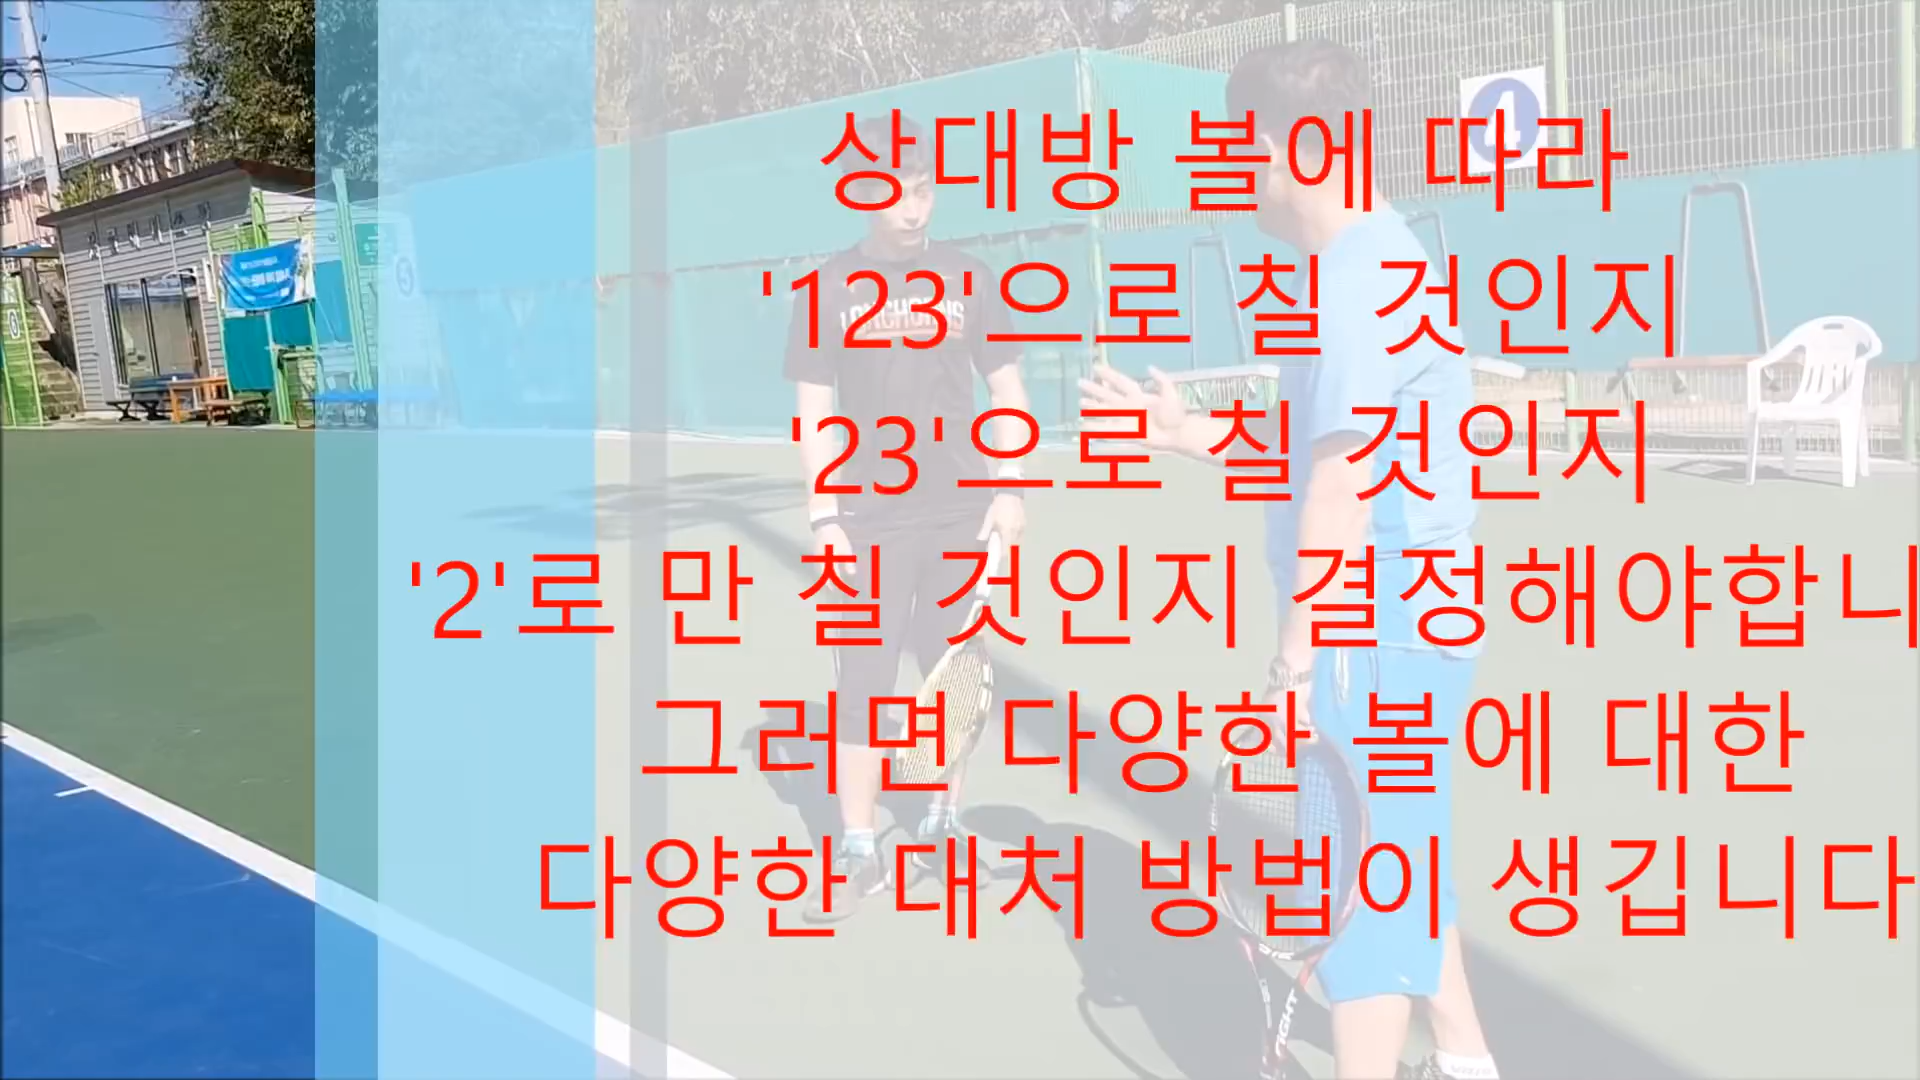 상대방 볼에 따라
'123'으로 칠 것인지
'23'으로 칠 것인지
'2'로 만 칠 것인지 결정해야합니
그러면 다양한 볼에 대한
다양한 대처 방법이 생깁니다
4
LONGHORNS